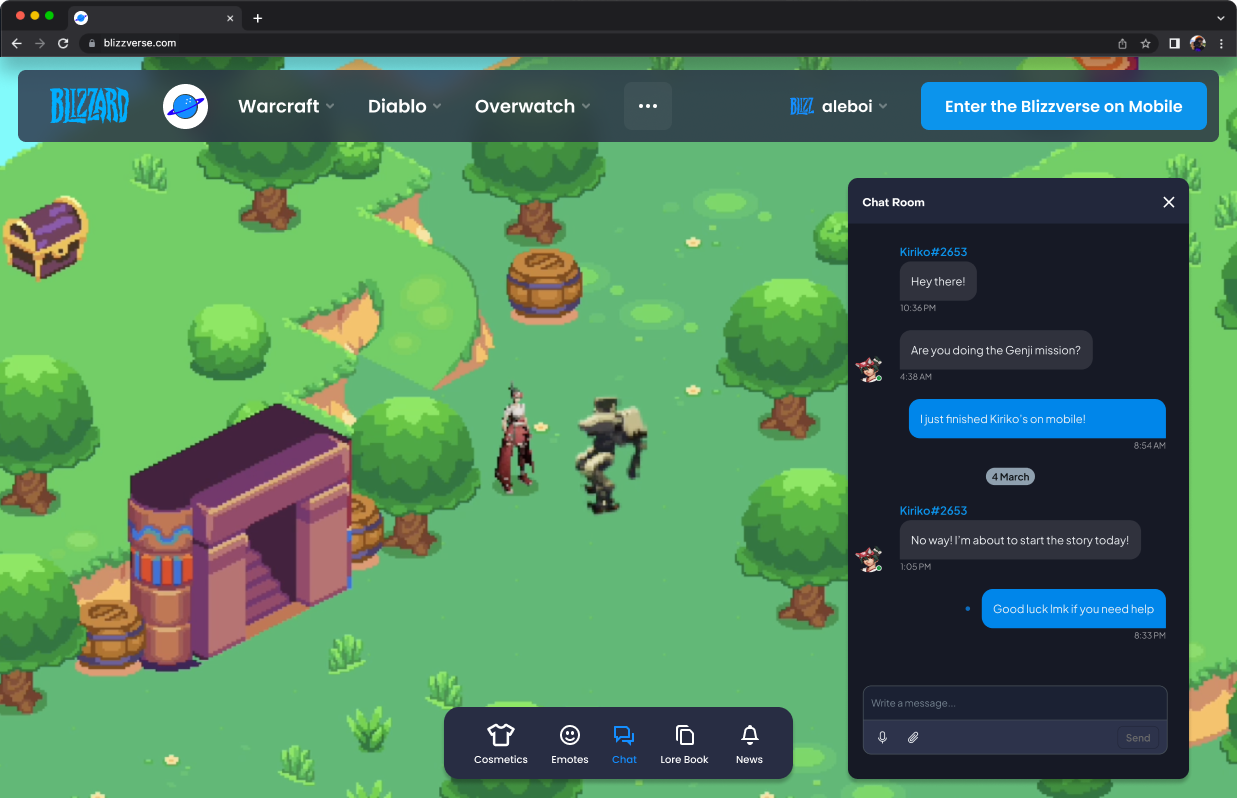 blizzverse.com
BLIZZARD
Warcraft
Diablo
Overwatch
BLIZZ
aleboi
Enter the Blizzverse on Mobile
Chat Room
Kiriko#2653
Hey there!
10:36 PM
Are you doing the Genji mission?
4:38 AM
I just finished Kiriko's on mobile!
8:54 AM
4 March
Kiriko#2653
No way! I'm about to start the story today!
1:05 PM
Good luck lmk if you need help
8:33 PM
Write a message...
Send
Cosmetics
Emotes
Chat
Lore Book
News